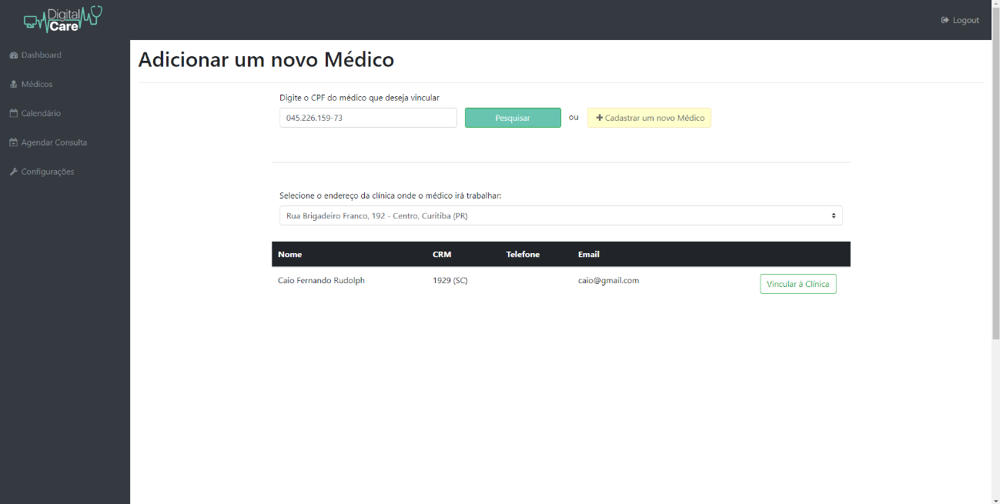 Digital
Care
Logout
Dashboard
Médicos
Calendário
Agendar Consulta
Configurações
Adicionar um novo Médico
Digite o CPF do médico que deseja vincular
045.226.159-73 Pesquisar ou Cadastrar um novo Médico
Selecione o endereço da clínica onde o médico irá trabalhar:
Rua Brigadeiro Franco, 192 - Centro, Curitiba (PR)
Nome CRM Telefone Email
Caio Fernando Rudolph 1929 (SC) caio@gmail.com Vincular à Clínica